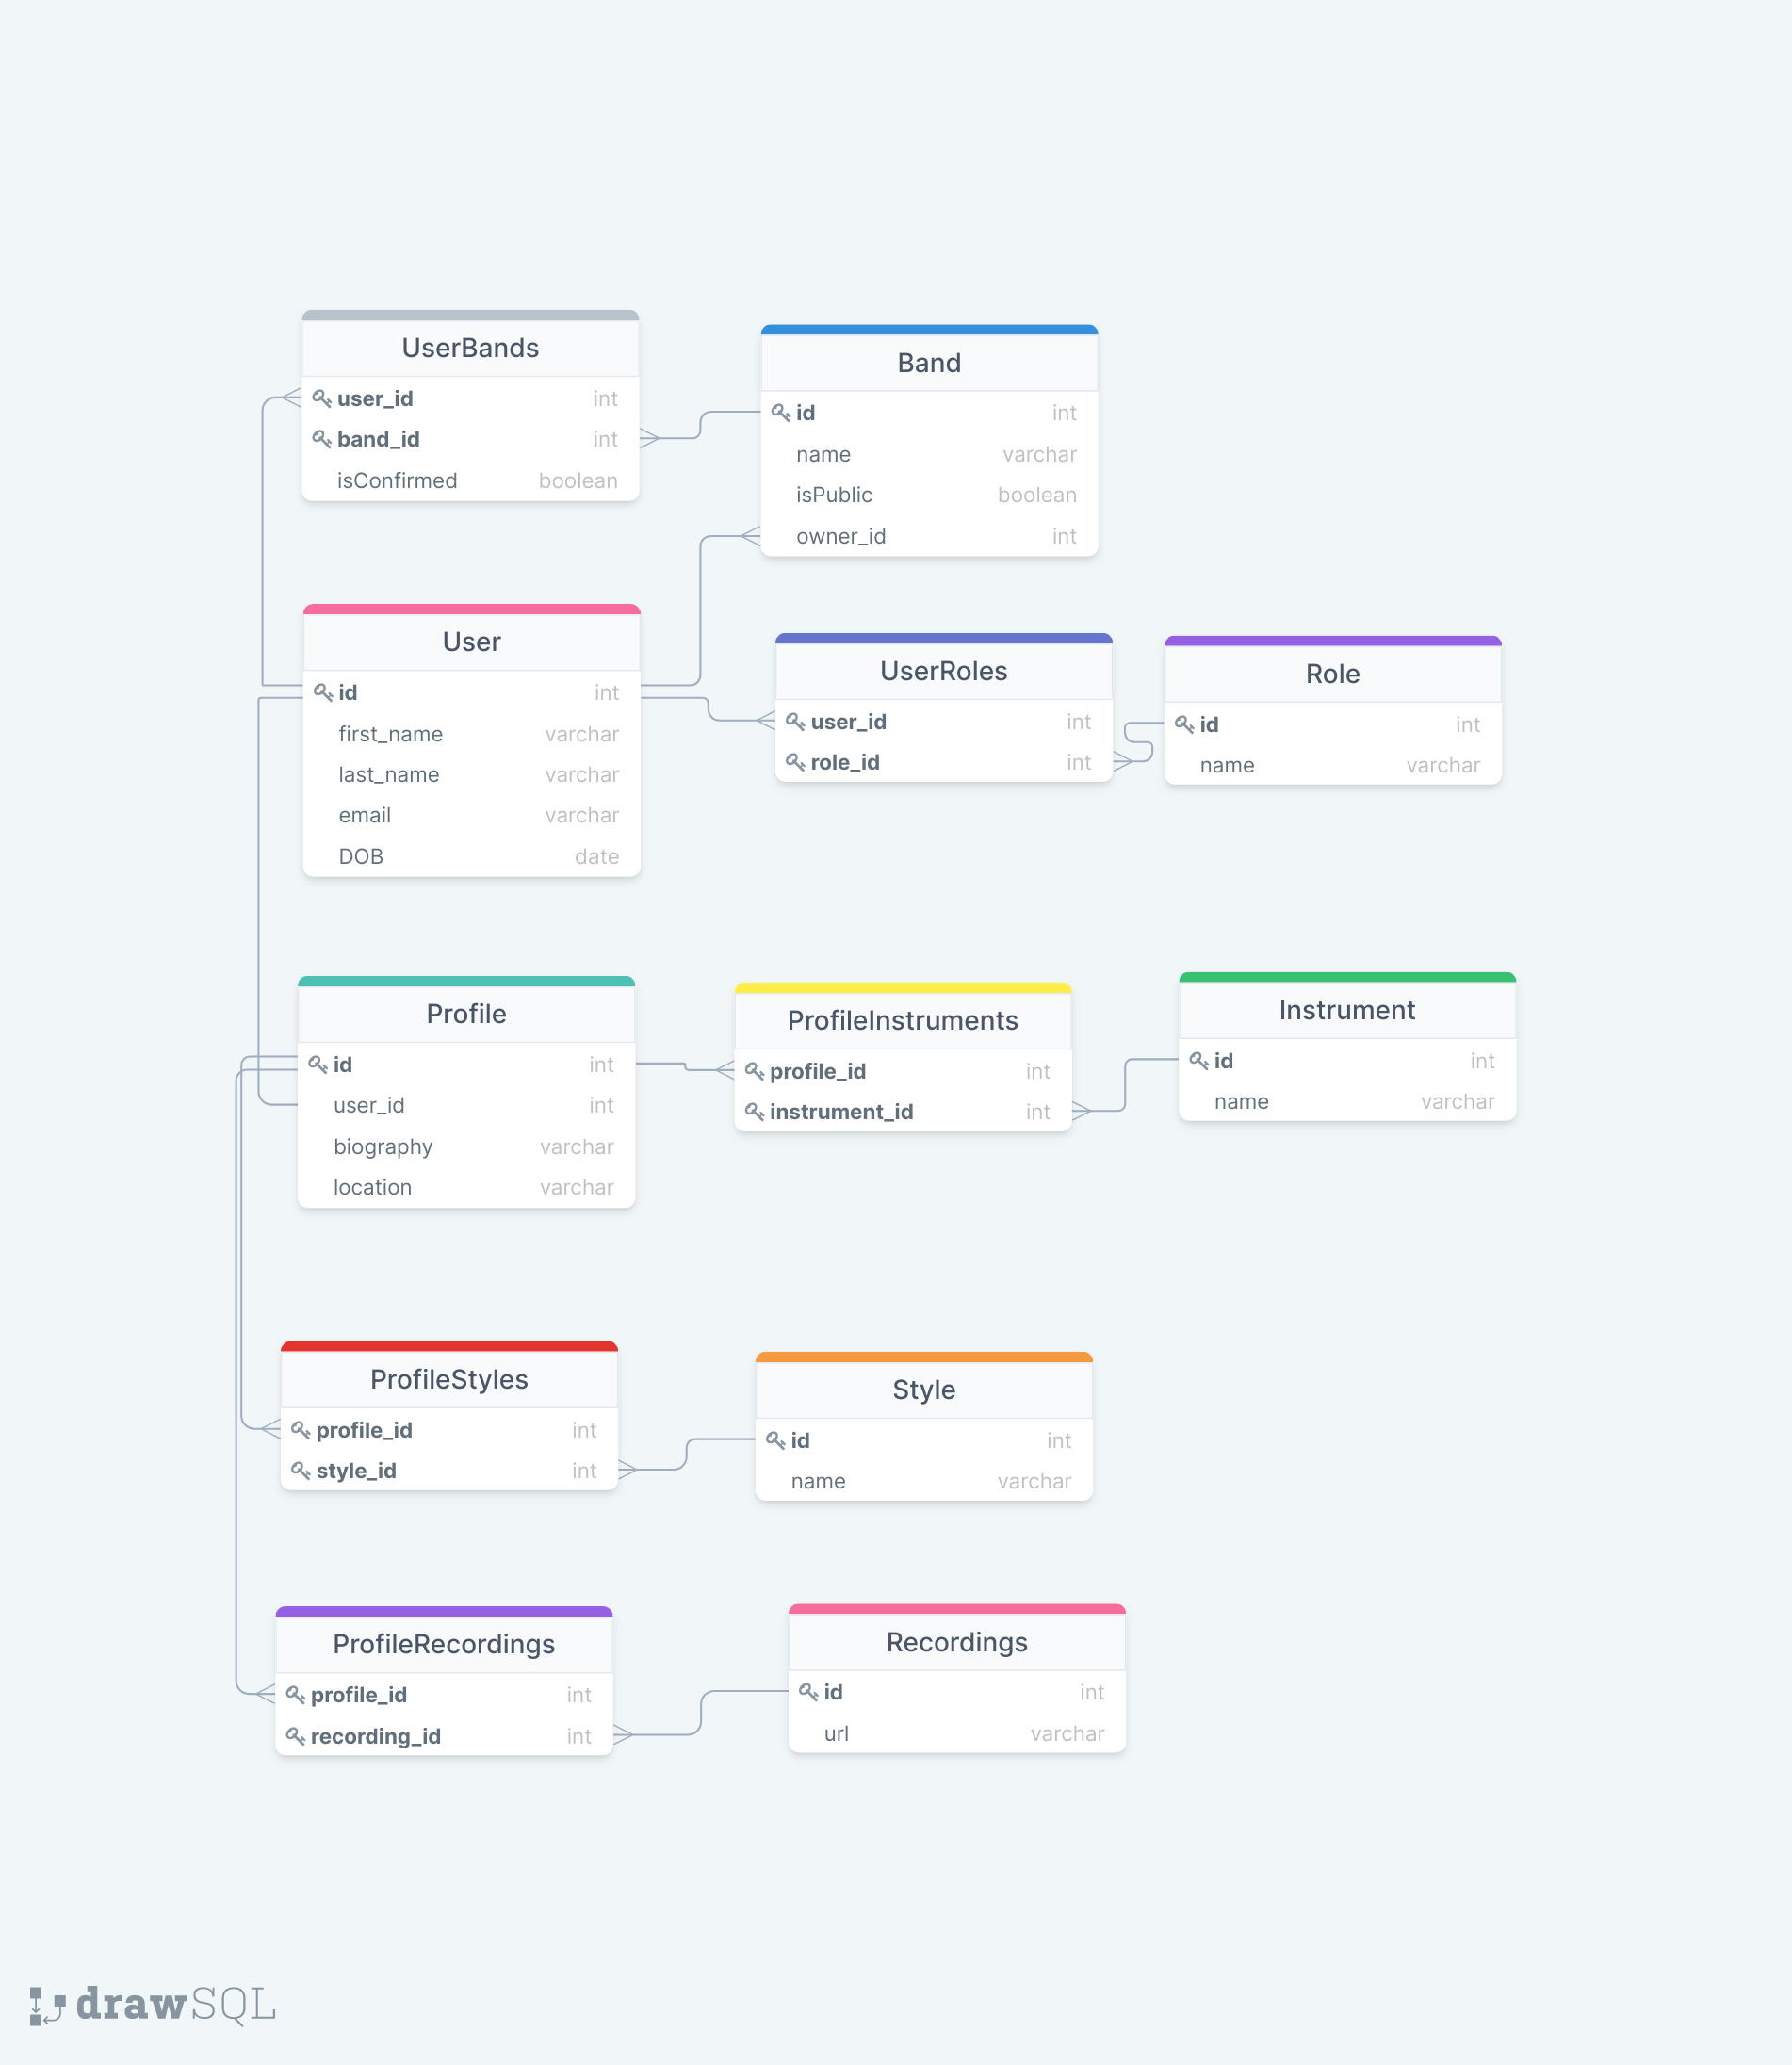 UserBands
user_id int
band_id int
isConfirmed boolean
Band
id int
name varchar
isPublic boolean
owner_id int
User
id int
first_name varchar
last_name varchar
email varchar
DOB date
UserRoles
user_id int
role_id int
Role
id int
name varchar
Profile
id int
user_id int
biography varchar
location varchar
ProfileInstruments
profile_id int
instrument_id int
Instrument
id int
name varchar
ProfileStyles
profile_id int
style_id int
Style
id int
name varchar
ProfileRecordings
profile_id int
recording_id int
Recordings
id int
url varchar
drawSQL